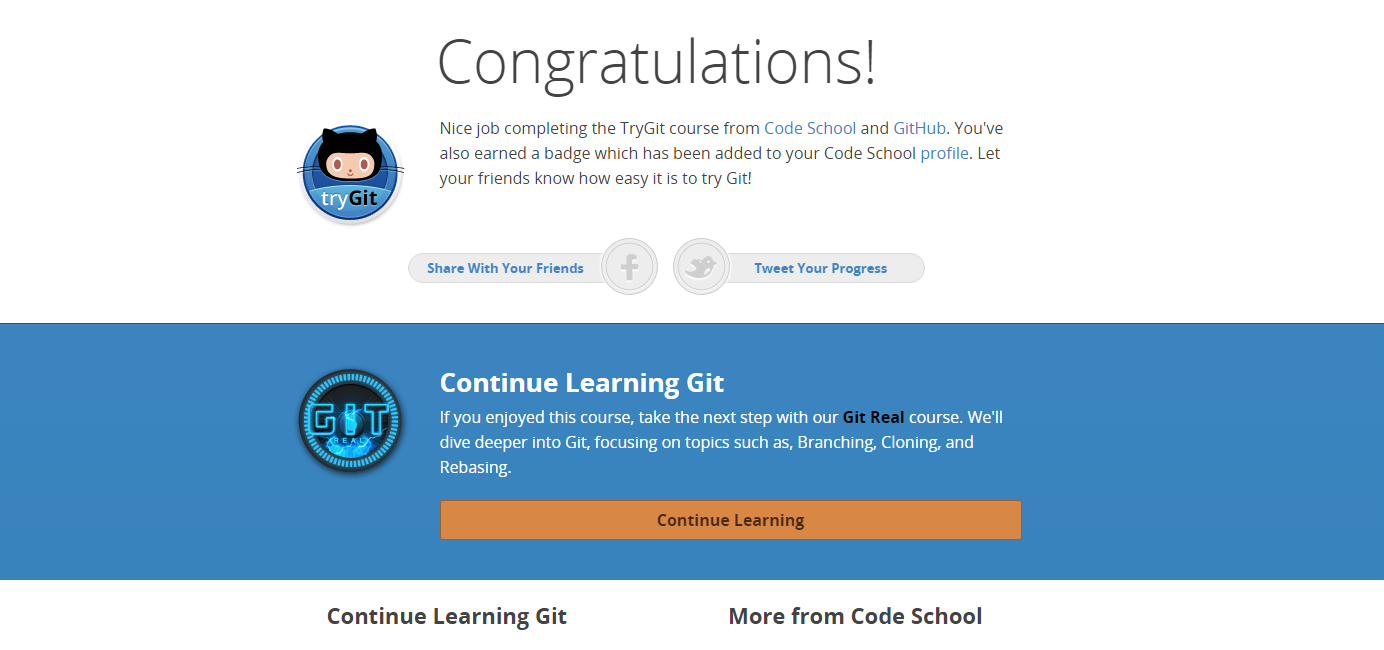 Congratulations!
Nice job completing the TryGit course from Code School and GitHub. You've
also earned a badge which has been added to your Code School profile. Let
your friends know how easy it is to try Git!
tryGit
Share With Your Friends
Tweet Your Progress
Continue Learning Git
If you enjoyed this course, take the next step with our Git Real course. We'll
dive deeper into Git, focusing on topics such as, Branching, Cloning, and
Rebasing.
GIT
REAL
Continue Learning
Continue Learning Git
More from Code School